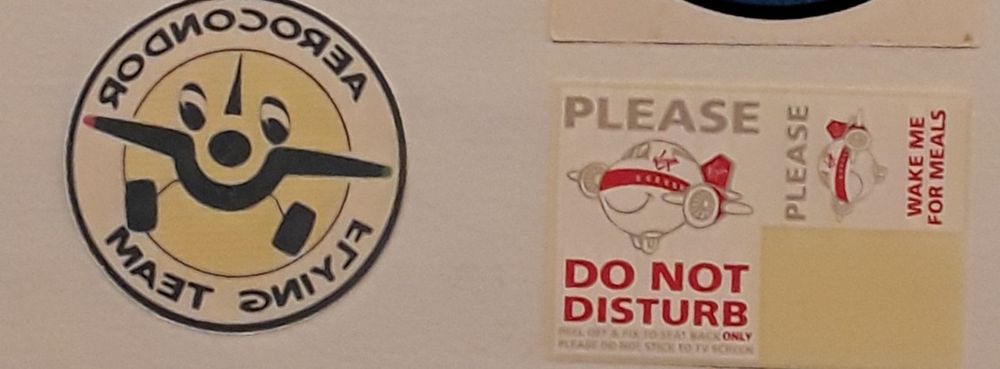 AEROCONDOR
FLYING TEAM
PLEASE
DO NOT
DISTURB
PEEL OFF & FIX TO SEAT BACK ONLY
PLEASE DO NOT STICK TO TV SCREEN
PLEASE
WAKE ME
FOR MEALS